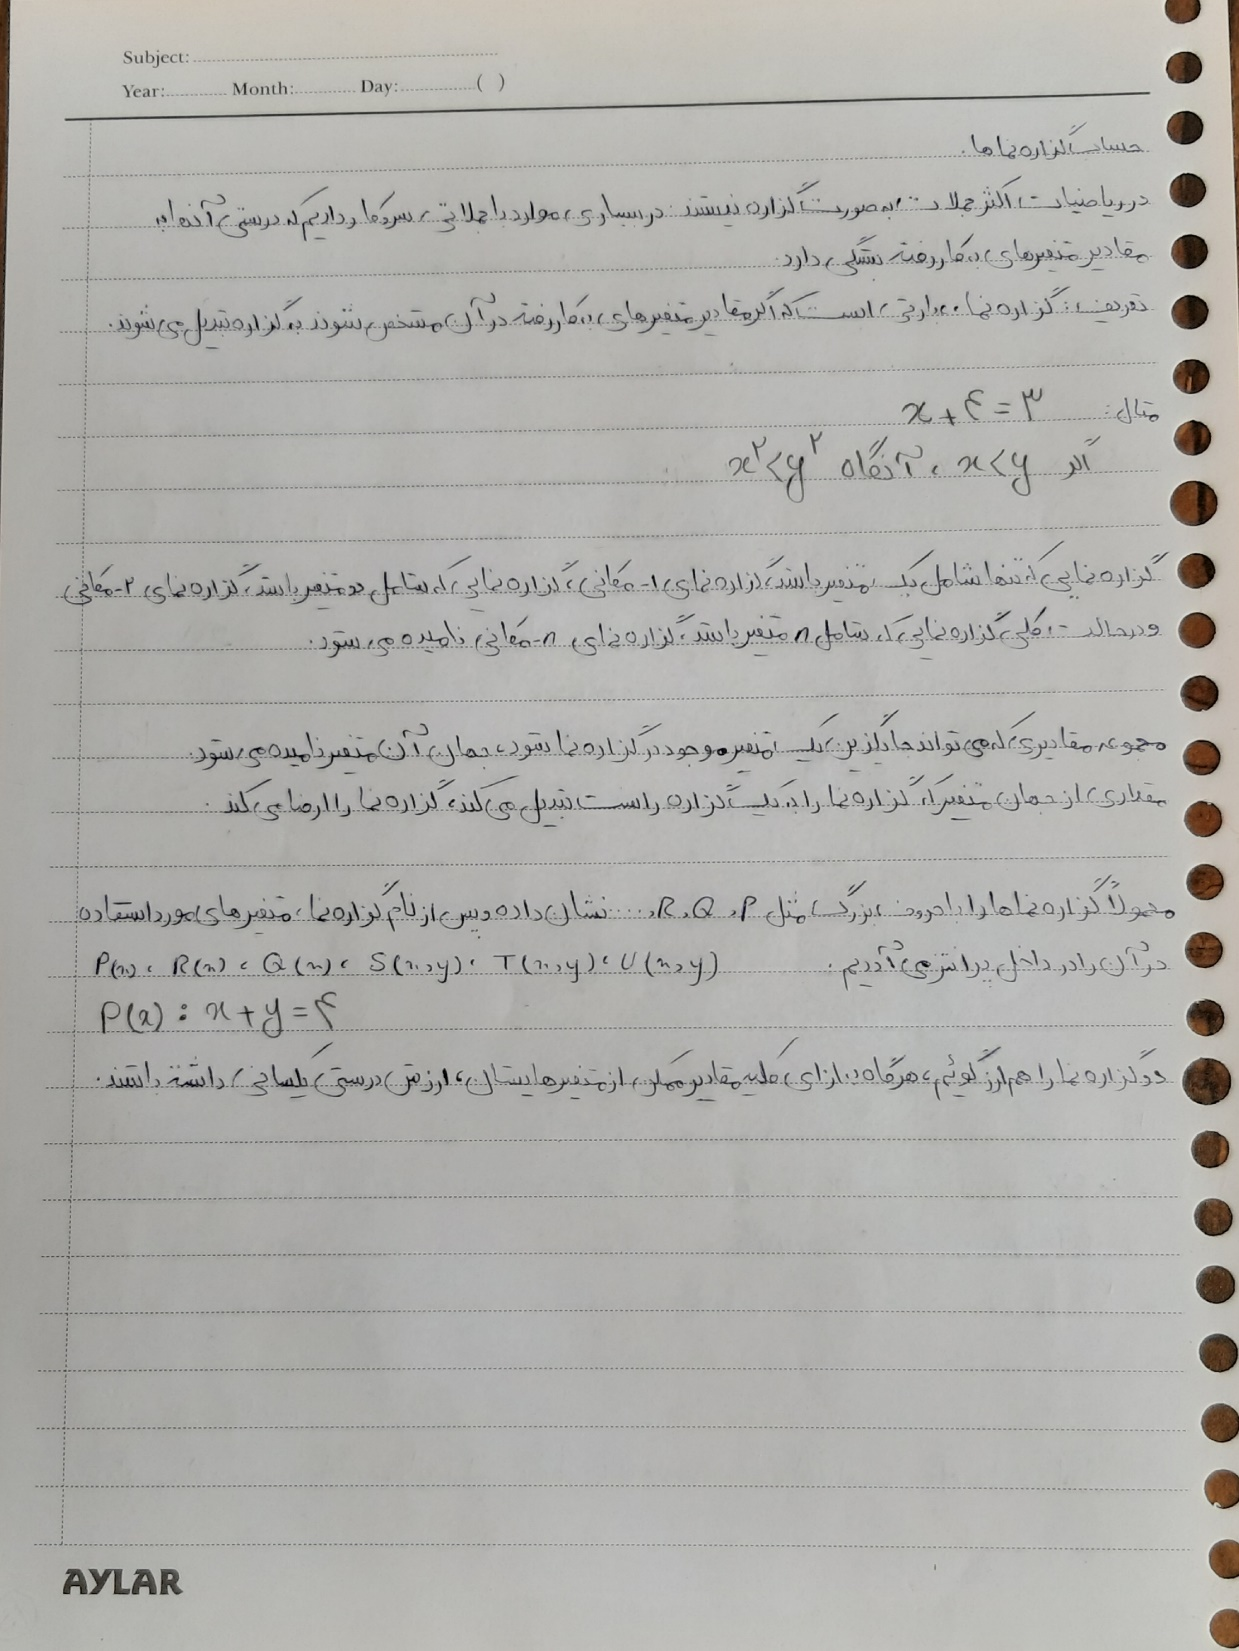 Subject:
Year: Month: Day: ( )
حساب گزاره نما ها.
در ریاضیات اکثر جملات به صورت گزاره نیستند. در بسیاری موارد با جملاتی سروکار داریم که درستی آنها به
مقادیر متغیرهای به کار رفته بستگی دارد.
تعریف: گزاره نما، عبارتی است که اگر مقادیر متغیرهای به کار رفته در آن مشخص شوند به گزاره تبدیل می شوند.
مثال: x + ۴ = ۳
اگر x < y ، آنگاه x² < y²
گزاره نمایی که تنها شامل یک متغیر باشد، گزاره نمای ۱- مکانی، گزاره نمایی که شامل دو متغیر باشد، گزاره نمای ۲- مکانی
و در حالت کلی گزاره نمایی که شامل n متغیر باشد، گزاره نمای n- مکانی نامیده می شود.
مجموعه مقادیری که می تواند جایگزین یک متغیر موجود در گزاره نما بشود، جهان آن متغیر نامیده می شود.
مقداری از جهان متغیر که گزاره نما را به یک گزاره راست تبدیل می کند، گزاره نما را ارضا می کند.
معمولاً گزاره نماها را با حروف بزرگ مثل P، Q، R، ... نشان داده و پس از نام گزاره نما، متغیرهای مورد استفاده
در آن را در داخل پرانتز می آوریم. P(x) ، R(x) ، Q(x) ، S(x,y) ، T(x,y) ، U(x,y)
P(x) : x + y = ۴
دو گزاره نما را هم ارز گوئیم، هرگاه به ازای کلیه مقادیر ممکن از متغیرهایشان، ارزش درستی یکسانی داشته باشند.
AYLAR